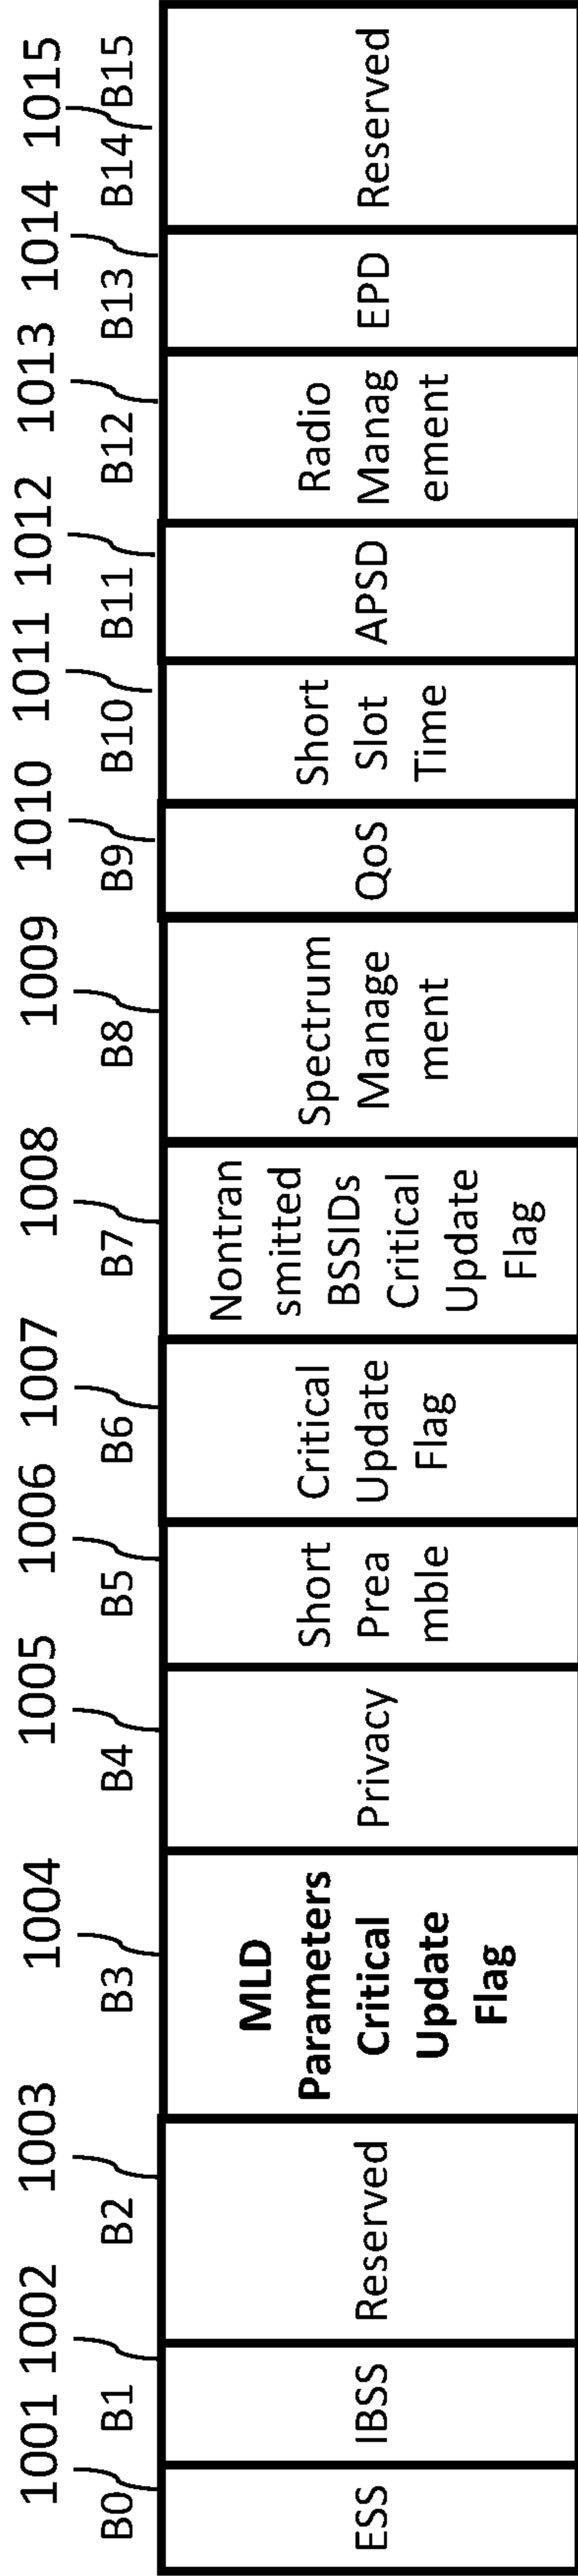 1001 1002 1003 1004 1005 1006 1007 1008 1009 1010 1011 1012 1013 1014 1015
B0 B1 B2 B3 B4 B5 B6 B7 B8 B9 B10 B11 B12 B13 B14 B15
ESS
IBSS
Reserved
MLD
Parameters
Critical
Update
Flag
Privacy
Short
Prea
mble
Critical
Update
Flag
Nontran
smitted
BSSIDs
Critical
Update
Flag
Spectrum
Manage
ment
QoS
Short
Slot
Time
APSD
Radio
Manag
ement
EPD
Reserved